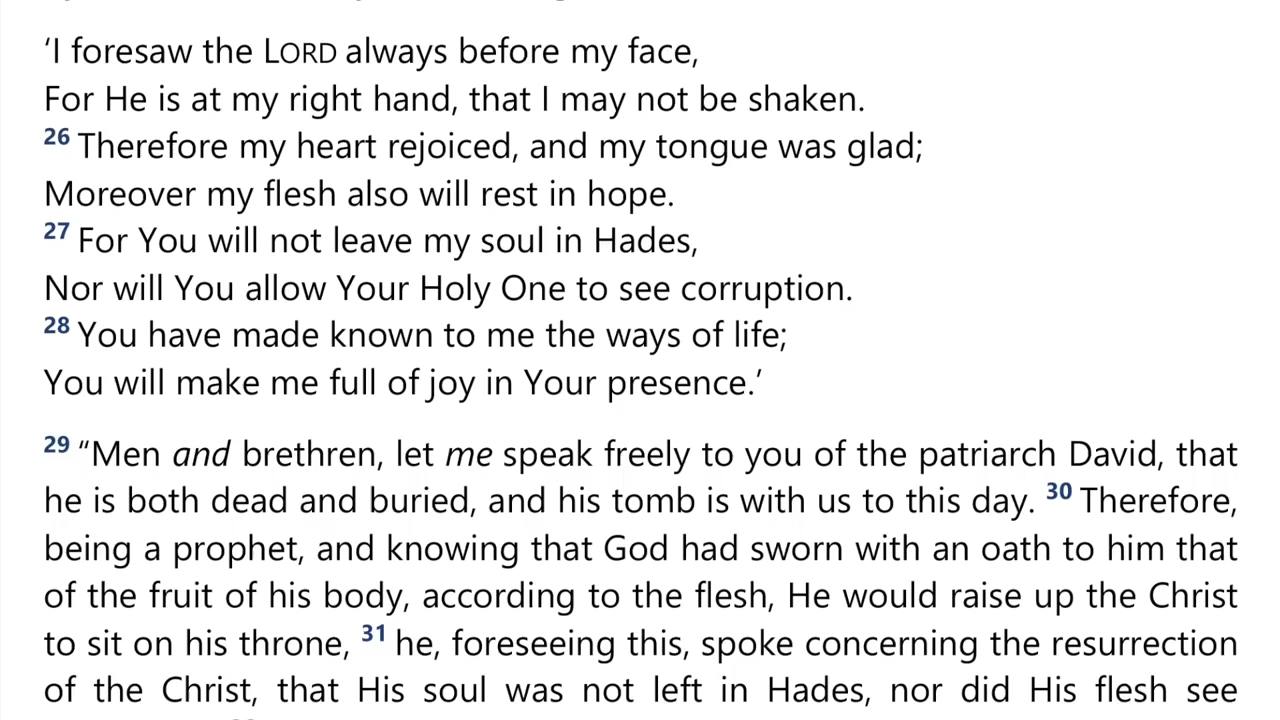 ‘I foresaw the LORD always before my face,
For He is at my right hand, that I may not be shaken.
26 Therefore my heart rejoiced, and my tongue was glad;
Moreover my flesh also will rest in hope.
27 For You will not leave my soul in Hades,
Nor will You allow Your Holy One to see corruption.
28 You have made known to me the ways of life;
You will make me full of joy in Your presence.’
29 “Men and brethren, let me speak freely to you of the patriarch David, that
he is both dead and buried, and his tomb is with us to this day. 30 Therefore,
being a prophet, and knowing that God had sworn with an oath to him that
of the fruit of his body, according to the flesh, He would raise up the Christ
to sit on his throne, 31 he, foreseeing this, spoke concerning the resurrection
of the Christ, that His soul was not left in Hades, nor did His flesh see